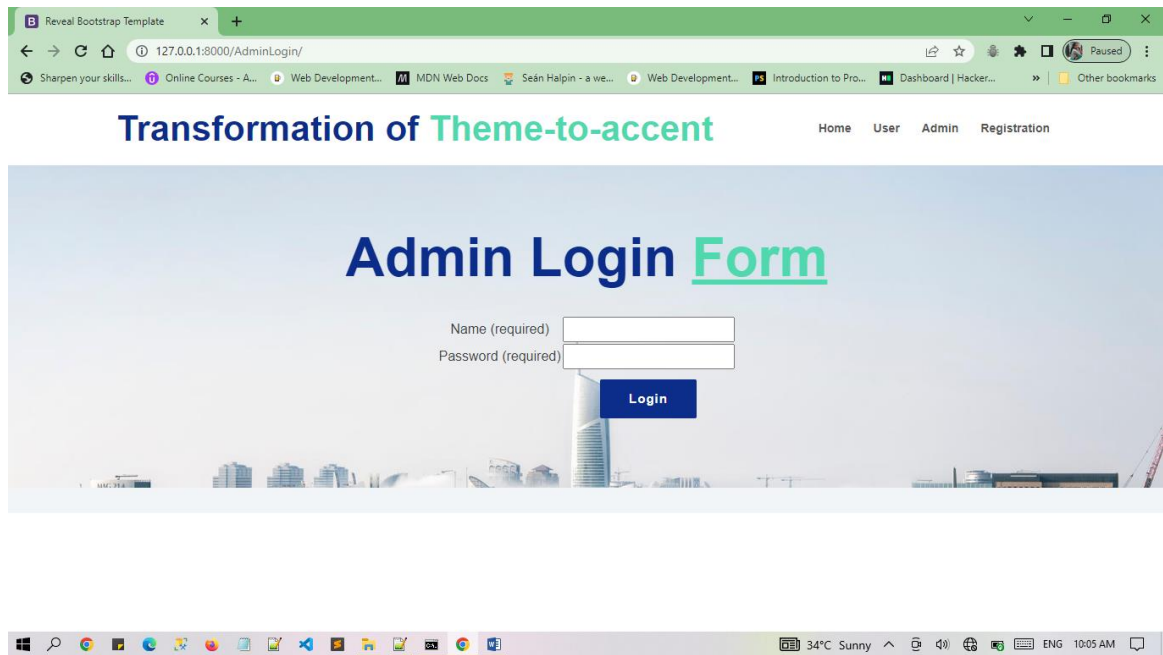 Reveal Bootstrap Template
127.0.0.1:8000/AdminLogin/
Paused
Sharpen your skills... Online Courses - A... Web Development... MDN Web Docs Seán Halpin - a we... Web Development... Introduction to Pro... Dashboard | Hacker... » Other bookmarks
Transformation of Theme-to-accent
Home User Admin Registration
Admin Login Form
Name (required)
Password (required)
Login
34°C Sunny ENG 10:05 AM